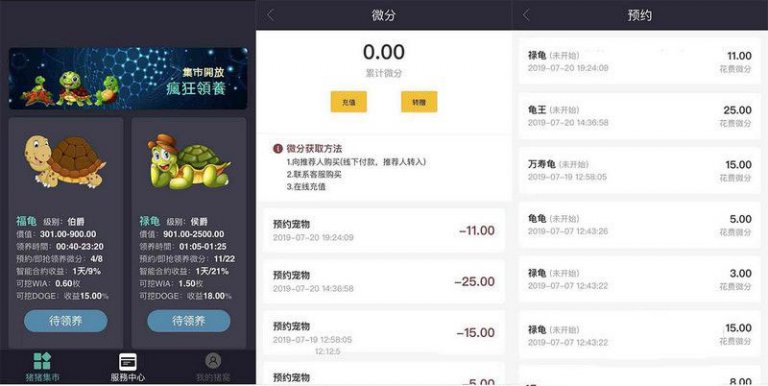 集市開放
瘋狂領養
福龟 级别：伯爵
價值：301.00-900.00
領养時間：00:40-23:20
預约/即抢领养微分：4/8
智能合约收益：1天/9%
可挖WIA：0.60枚
可挖DOGE：收益15.00%
待领养
禄龟 级别：侯爵
價值：901.00-2500.00
领养時間：01:05-01:25
預约/即抢领养微分：11/22
智能合约收益：1天/21%
可挖WIA：1.50枚
可挖DOGE：收益18.00%
待领养
猪猪集市
服務中心
我的猪窝
微分
0.00
累计微分
充值
转赠
微分获取方法
1.向推荐人购买(线下付款、推荐人转入)
2.联系客服购买
3.在线充值
预约宠物
2019-07-20 19:24:09
-11.00
预约宠物
2019-07-20 14:36:58
-25.00
预约宠物
2019-07-19 12:58:05
12:12:5
-15.00
预约宠物
-5.00
预约
禄龟 (未开始)
2019-07-20 19:24:09
11.00
花费微分
龟王 (未开始)
2019-07-20 14:36:58
25.00
花费微分
万寿龟 (未开始)
2019-07-19 12:58:05
15.00
花费微分
龟龟 (未开始)
2019-07-07 12:43:26
5.00
花费微分
禄龟 (未开始)
2019-07-07 12:43:22
3.00
花费微分
禄龟 (未开始)
2019-07-07 12:43:22
15.00
花费微分
8.00